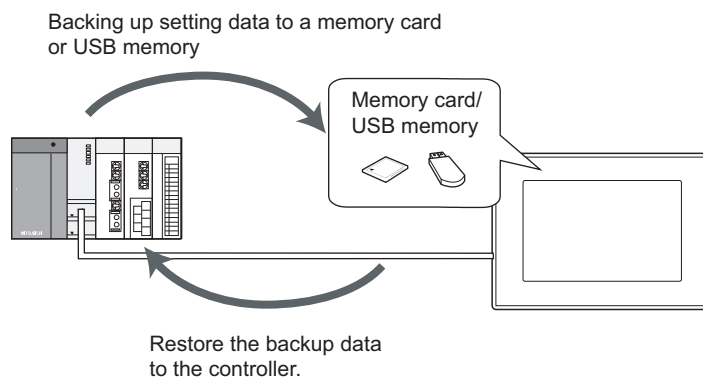 Backing up setting data to a memory card
or USB memory
Memory card/
USB memory
MITSUBISHI
Restore the backup data
to the controller.